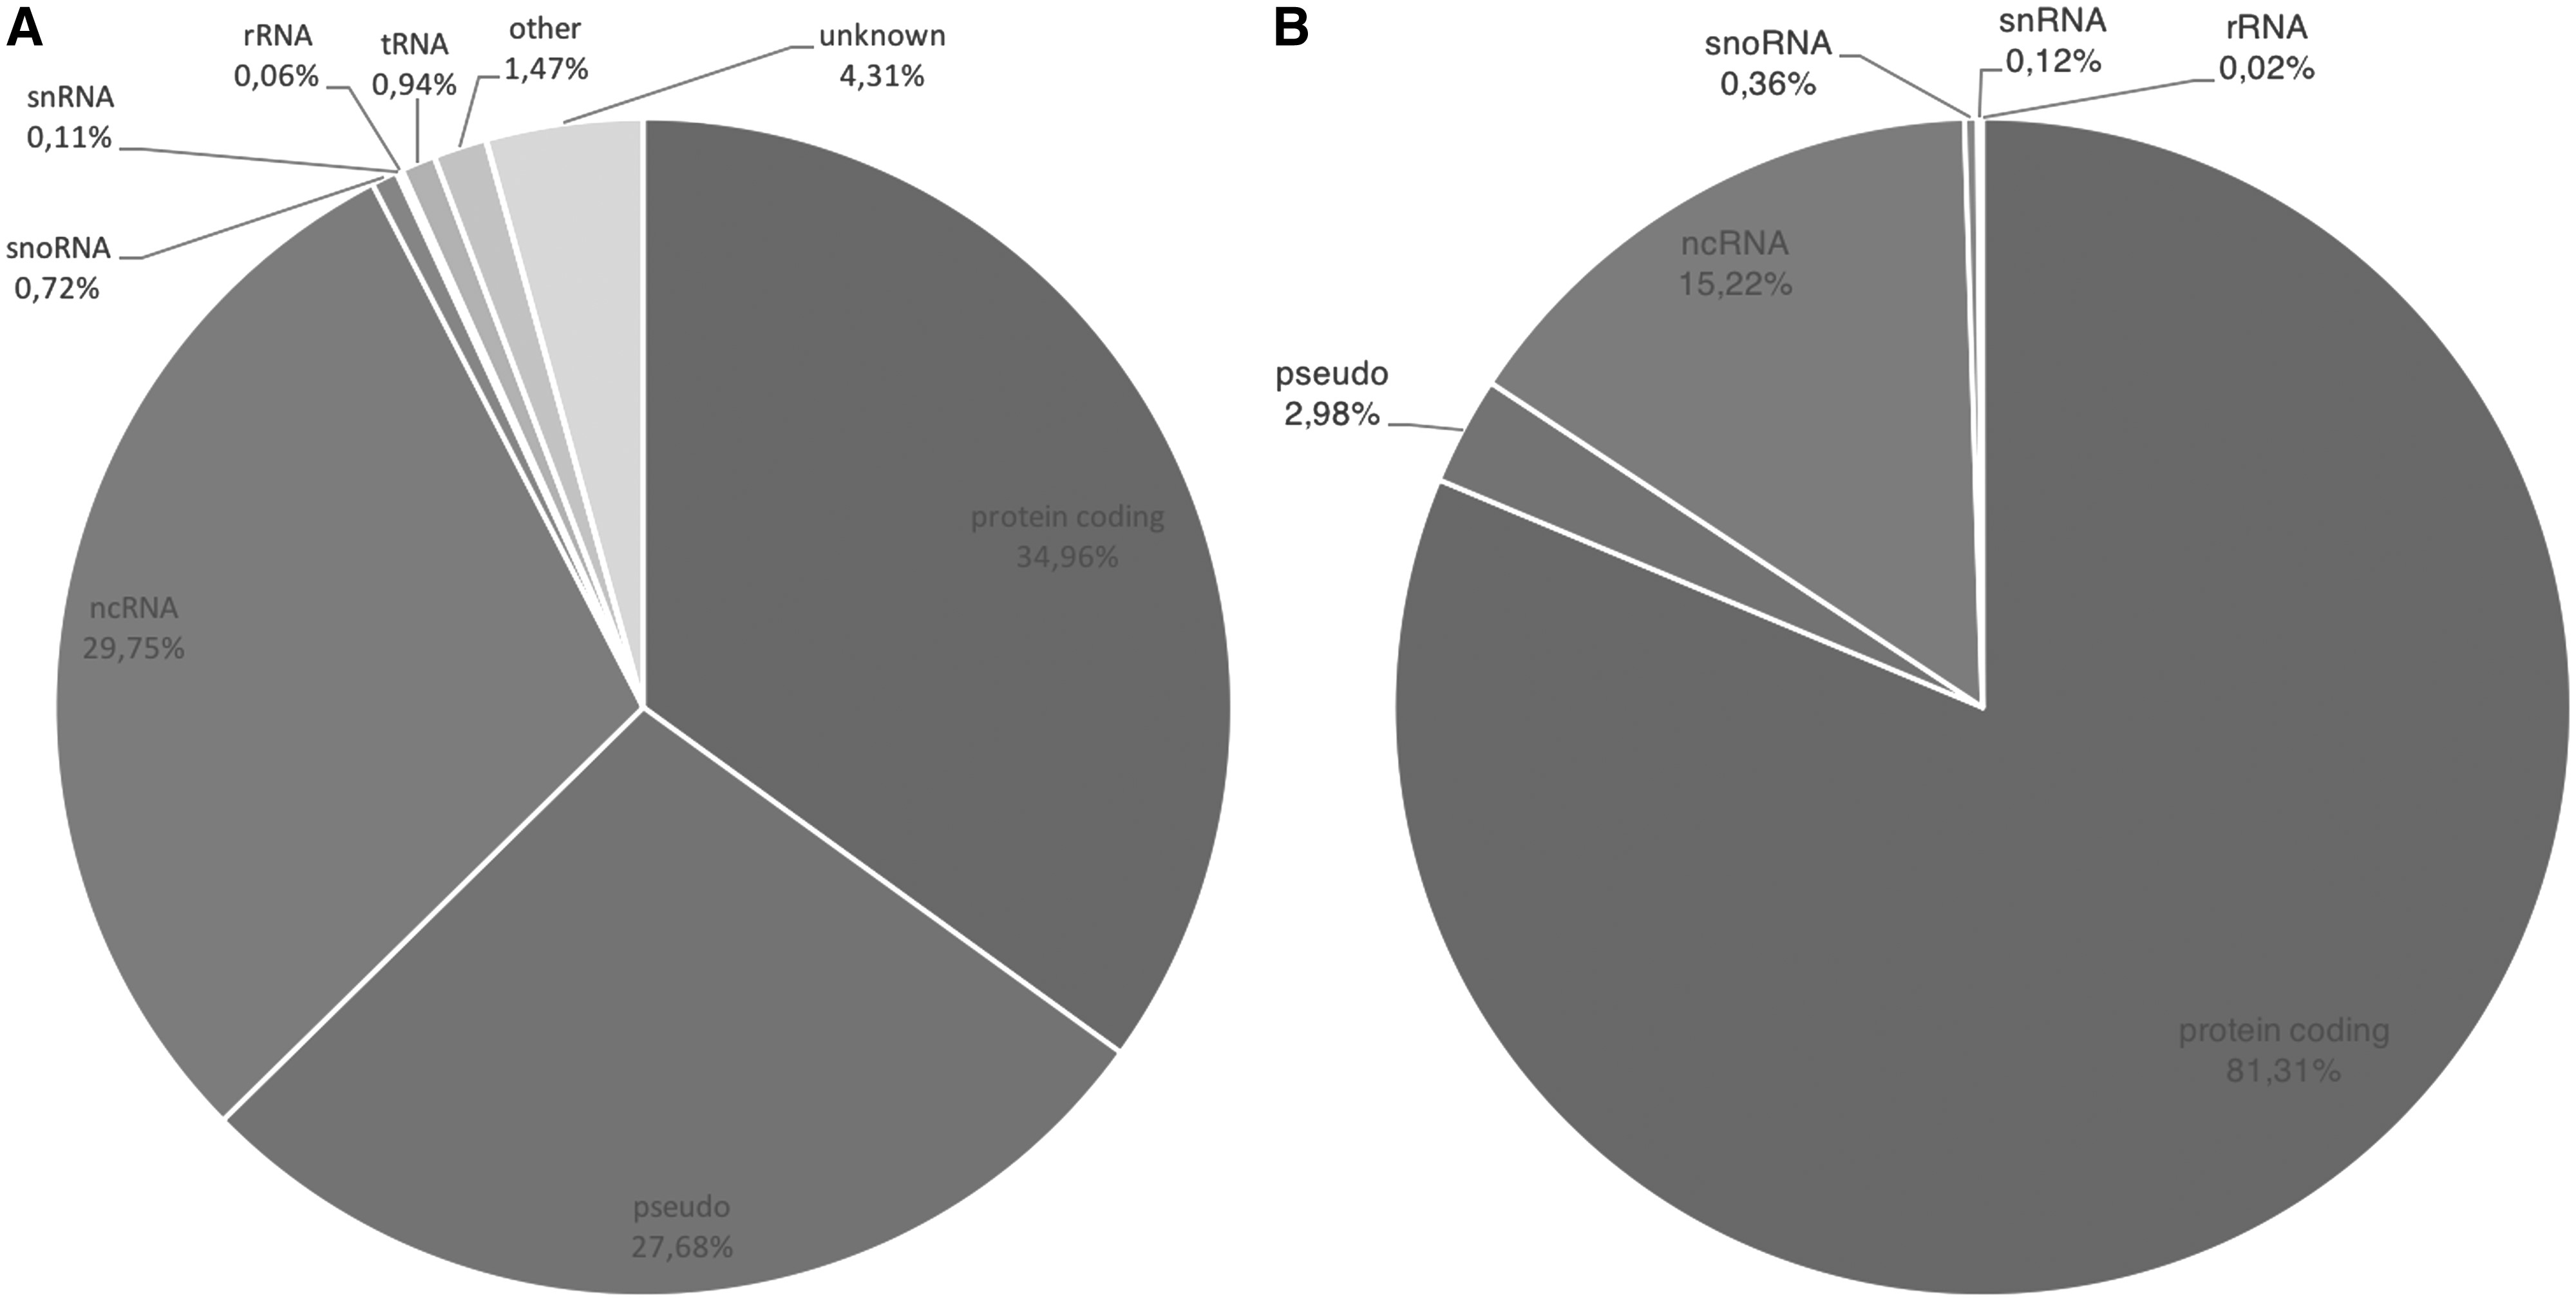 A
rRNA
0,06%
tRNA
0,94%
other
1,47%
unknown
4,31%
snRNA
0,11%
snoRNA
0,72%
protein coding
34,96%
ncRNA
29,75%
pseudo
27,68%
B
snoRNA
0,36%
snRNA
0,12%
rRNA
0,02%
ncRNA
15,22%
pseudo
2,98%
protein coding
81,31%